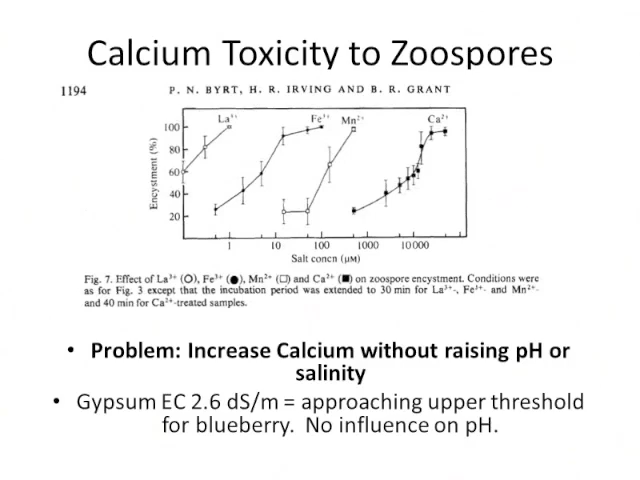 Calcium Toxicity to Zoospores
1194 P. N. BYRT, H. R. IRVING AND B. R. GRANT
La³⁺ Fe³⁺ Mn²⁺ Ca²⁺
100
80
60
40
20
Encystment (%)
1 10 100 1000 10 000
Salt concn (μM)
Fig. 7. Effect of La³⁺ (○), Fe³⁺ (●), Mn²⁺ (□) and Ca²⁺ (■) on zoospore encystment. Conditions were
as for Fig. 3 except that the incubation period was extended to 30 min for La³⁺-, Fe³⁺- and Mn²⁺-
and 40 min for Ca²⁺-treated samples.
• Problem: Increase Calcium without raising pH or
salinity
• Gypsum EC 2.6 dS/m = approaching upper threshold
for blueberry. No influence on pH.